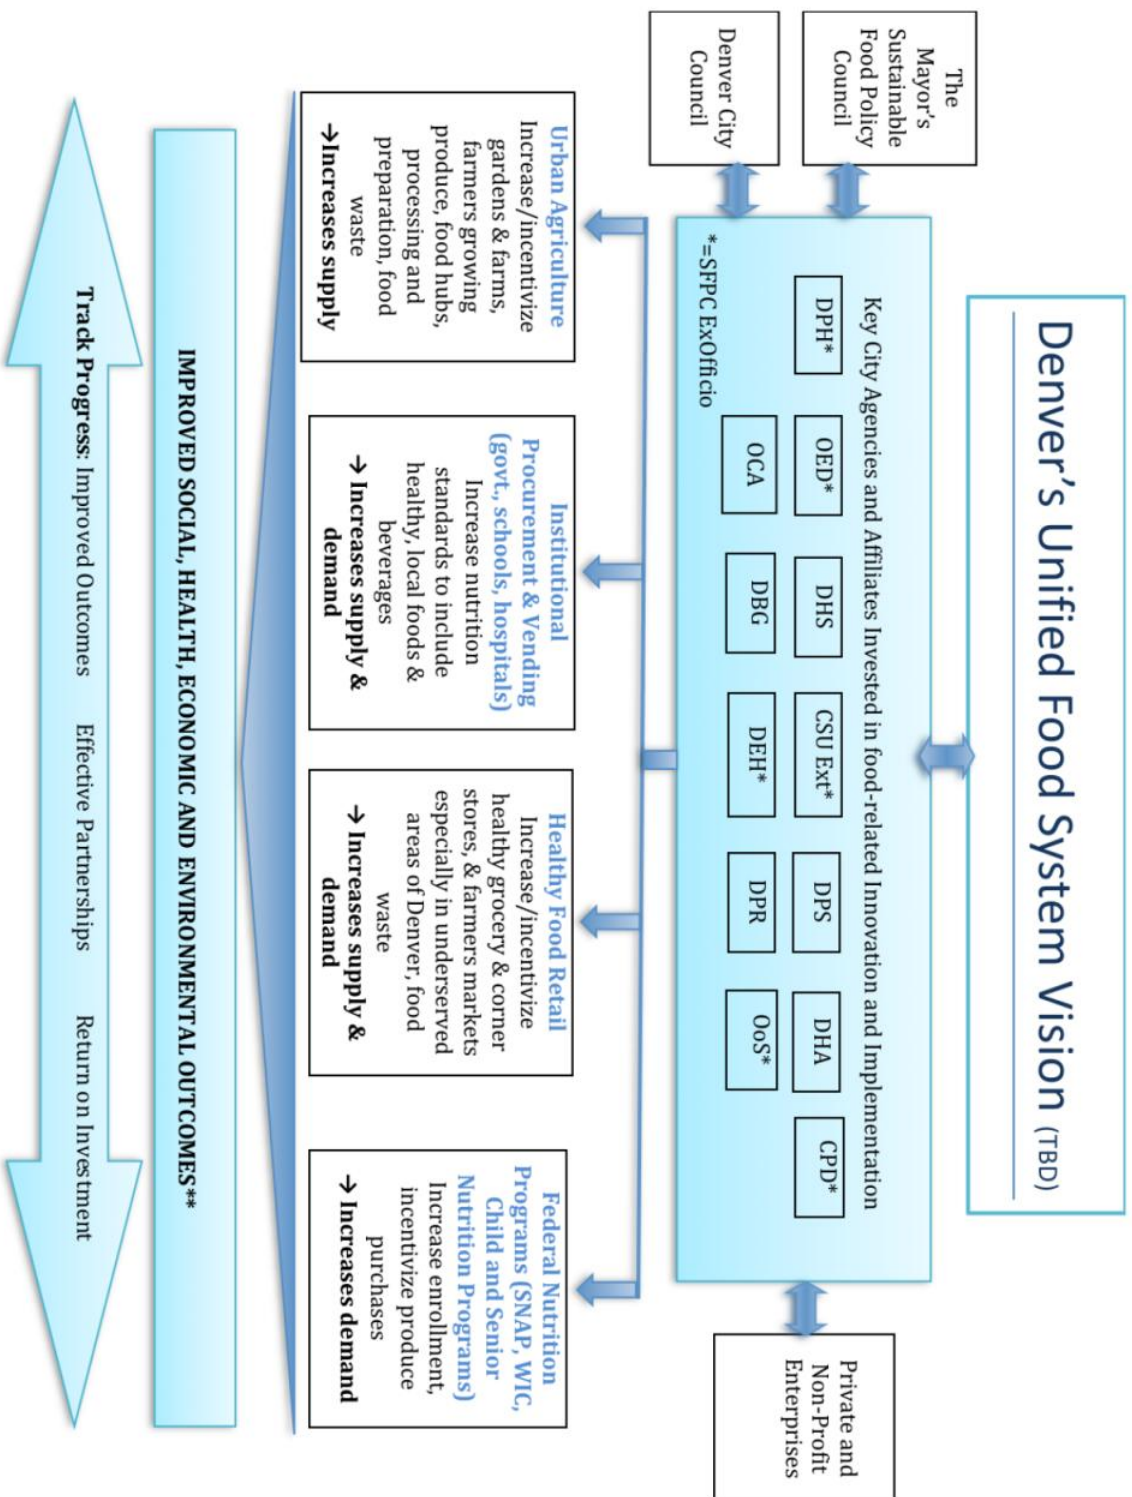 Denver's Unified Food System Vision (TBD)
The
Mayor's
Sustainable
Food Policy
Council
Denver City
Council
Key City Agencies and Affiliates Invested in food-related Innovation and Implementation
DPH*
OED*
DHS
CSU Ext*
DPS
DHA
CPD*
OCA
DBG
DEH*
DPR
OoS*
*=SFPC ExOfficio
Private and
Non-Profit
Enterprises
Urban Agriculture
Increase/incentivize
gardens & farms,
farmers growing
produce, food hubs,
processing and
preparation, food
waste
→Increases supply
Institutional
Procurement & Vending
(govt., schools, hospitals)
Increase nutrition
standards to include
healthy, local foods &
beverages
→ Increases supply &
demand
Healthy Food Retail
Increase/incentivize
healthy grocery & corner
stores, & farmers markets
especially in underserved
areas of Denver, food
waste
→ Increases supply &
demand
Federal Nutrition
Programs (SNAP, WIC,
Child and Senior
Nutrition Programs)
Increase enrollment,
incentivize produce
purchases
→ Increases demand
IMPROVED SOCIAL, HEALTH, ECONOMIC AND ENVIRONMENTAL OUTCOMES**
Track Progress: Improved Outcomes Effective Partnerships Return on Investment